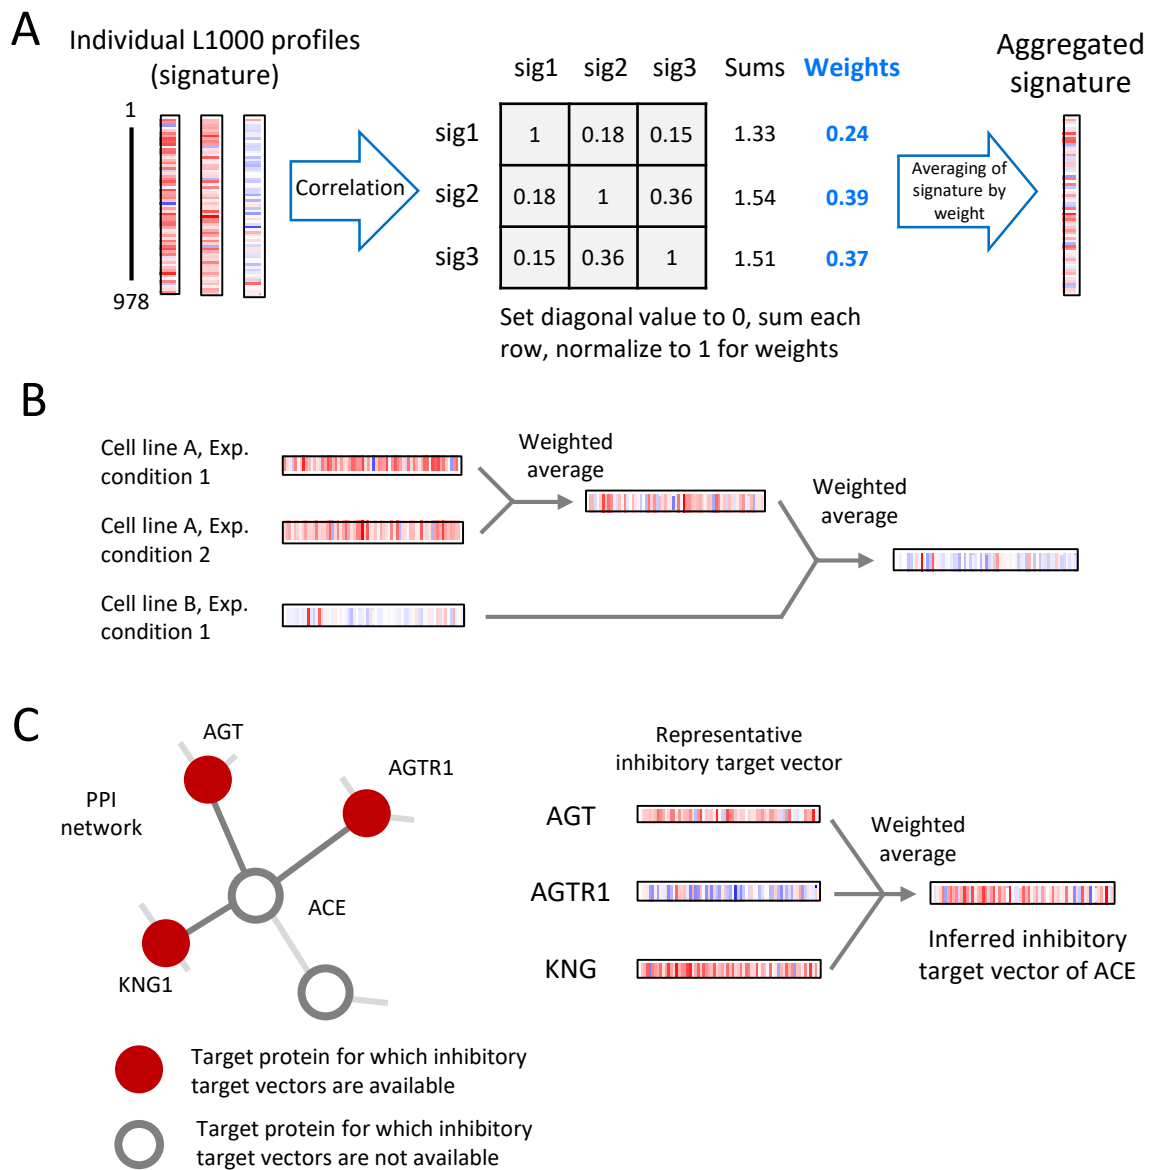 A
Individual L1000 profiles
(signature)
1
978
Correlation
sig1 sig2 sig3 Sums Weights
sig1 1 0.18 0.15 1.33 0.24
sig2 0.18 1 0.36 1.54 0.39
sig3 0.15 0.36 1 1.51 0.37
Set diagonal value to 0, sum each
row, normalize to 1 for weights
Averaging of
signature by
weight
Aggregated
signature
B
Cell line A, Exp.
condition 1
Cell line A, Exp.
condition 2
Cell line B, Exp.
condition 1
Weighted
average
Weighted
average
C
PPI
network
AGT
AGTR1
ACE
KNG1
Representative
inhibitory target vector
AGT
AGTR1
KNG
Weighted
average
Inferred inhibitory
target vector of ACE
Target protein for which inhibitory
target vectors are available
Target protein for which inhibitory
target vectors are not available